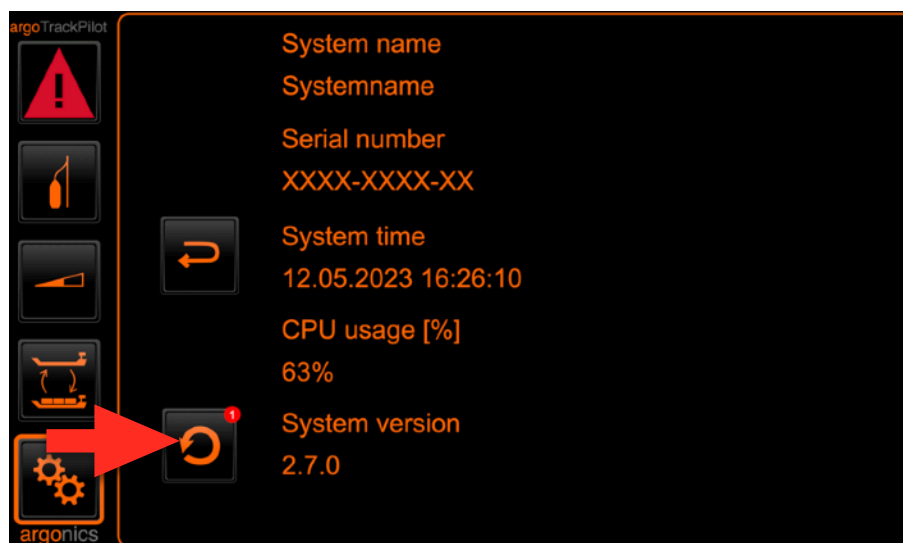 argoTrackPilot
System name
Systemname
Serial number
XXXX-XXXX-XX
System time
12.05.2023 16:26:10
CPU usage [%]
63%
1
System version
2.7.0
argonics